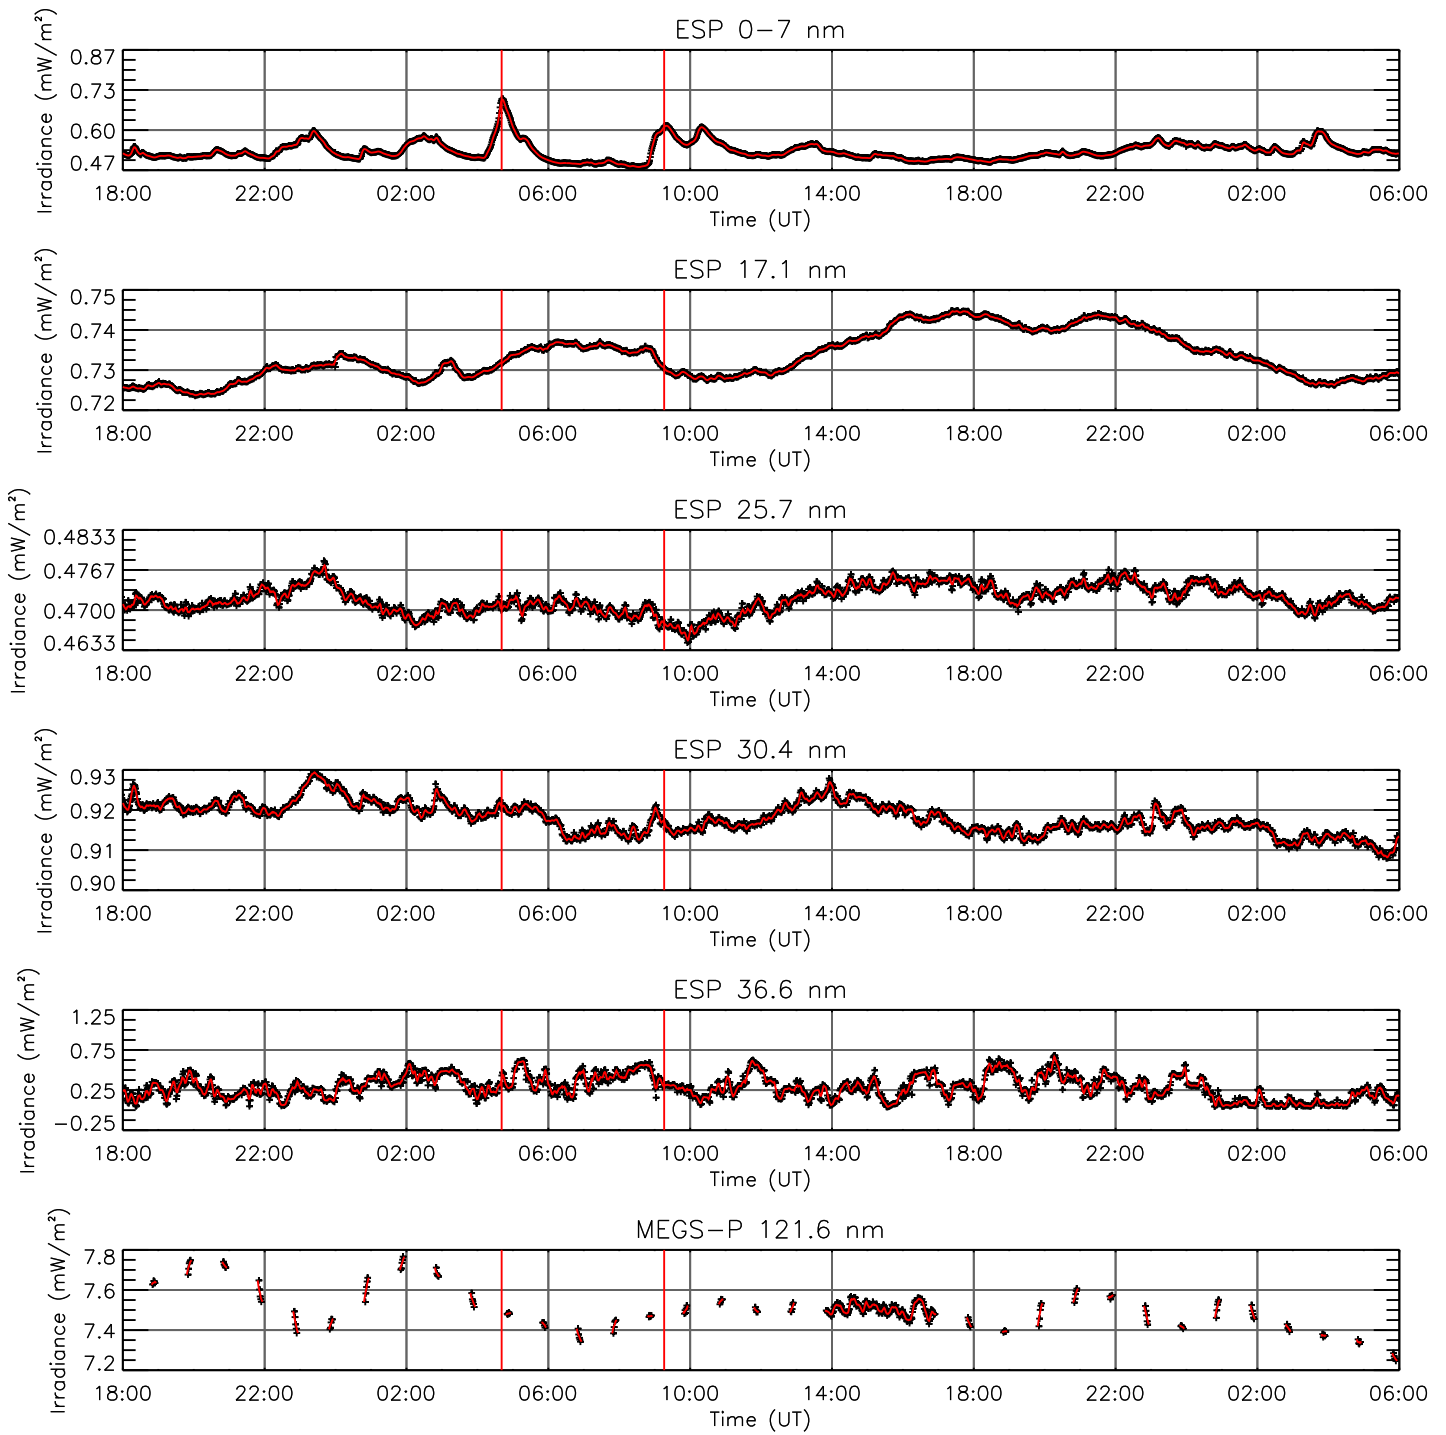 ESP 0-7 nm
Irradiance (mW/m²)
0.87
0.73
0.60
0.47
18:00 22:00 02:00 06:00 10:00 14:00 18:00 22:00 02:00 06:00
Time (UT)
ESP 17.1 nm
Irradiance (mW/m²)
0.75
0.74
0.73
0.72
18:00 22:00 02:00 06:00 10:00 14:00 18:00 22:00 02:00 06:00
Time (UT)
ESP 25.7 nm
Irradiance (mW/m²)
0.4833
0.4767
0.4700
0.4633
18:00 22:00 02:00 06:00 10:00 14:00 18:00 22:00 02:00 06:00
Time (UT)
ESP 30.4 nm
Irradiance (mW/m²)
0.93
0.92
0.91
0.90
18:00 22:00 02:00 06:00 10:00 14:00 18:00 22:00 02:00 06:00
Time (UT)
ESP 36.6 nm
Irradiance (mW/m²)
1.25
0.75
0.25
-0.25
18:00 22:00 02:00 06:00 10:00 14:00 18:00 22:00 02:00 06:00
Time (UT)
MEGS-P 121.6 nm
Irradiance (mW/m²)
7.8
7.6
7.4
7.2
18:00 22:00 02:00 06:00 10:00 14:00 18:00 22:00 02:00 06:00
Time (UT)